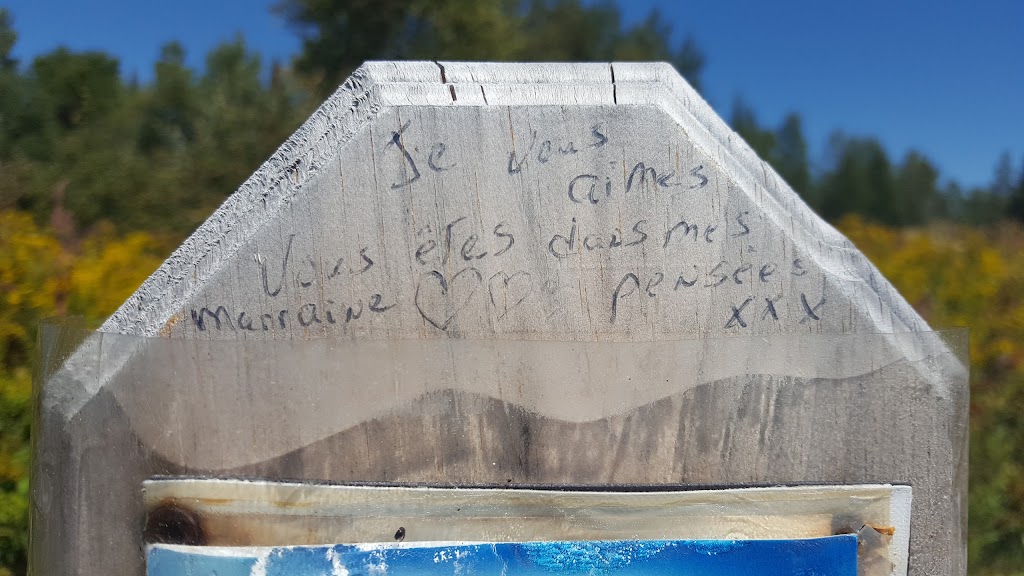 Je vous
aimes
Vous êtes dans mes
pensées
marraine ♡♡
xxx